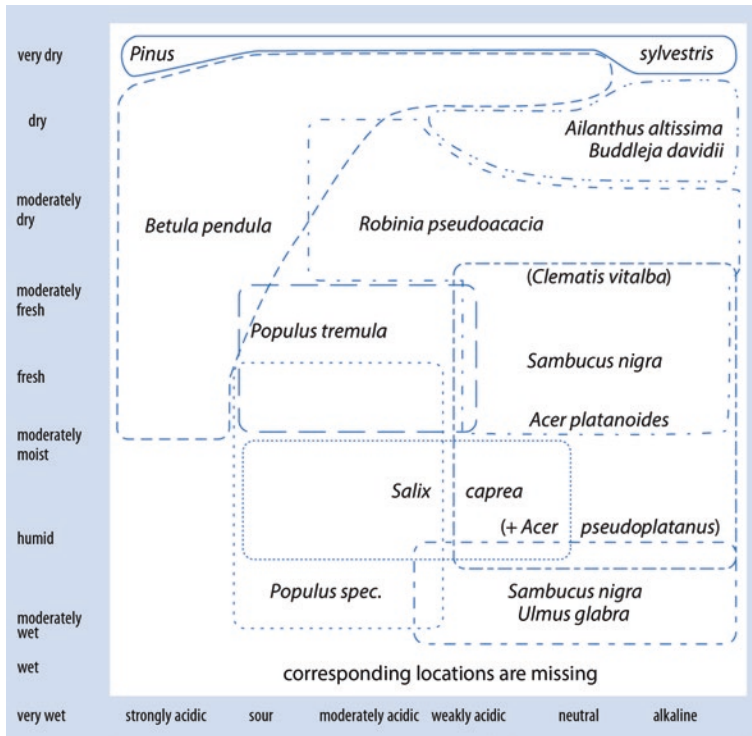 very dry
Pinus sylvestris
dry
Ailanthus altissima
Buddleja davidii
moderately
dry
Betula pendula
Robinia pseudoacacia
(Clematis vitalba)
moderately
fresh
Populus tremula
Sambucus nigra
fresh
Acer platanoides
moderately
moist
Salix caprea
(+ Acer pseudoplatanus)
humid
Populus spec.
Sambucus nigra
Ulmus glabra
moderately
wet
wet
corresponding locations are missing
very wet
strongly acidic
sour
moderately acidic
weakly acidic
neutral
alkaline